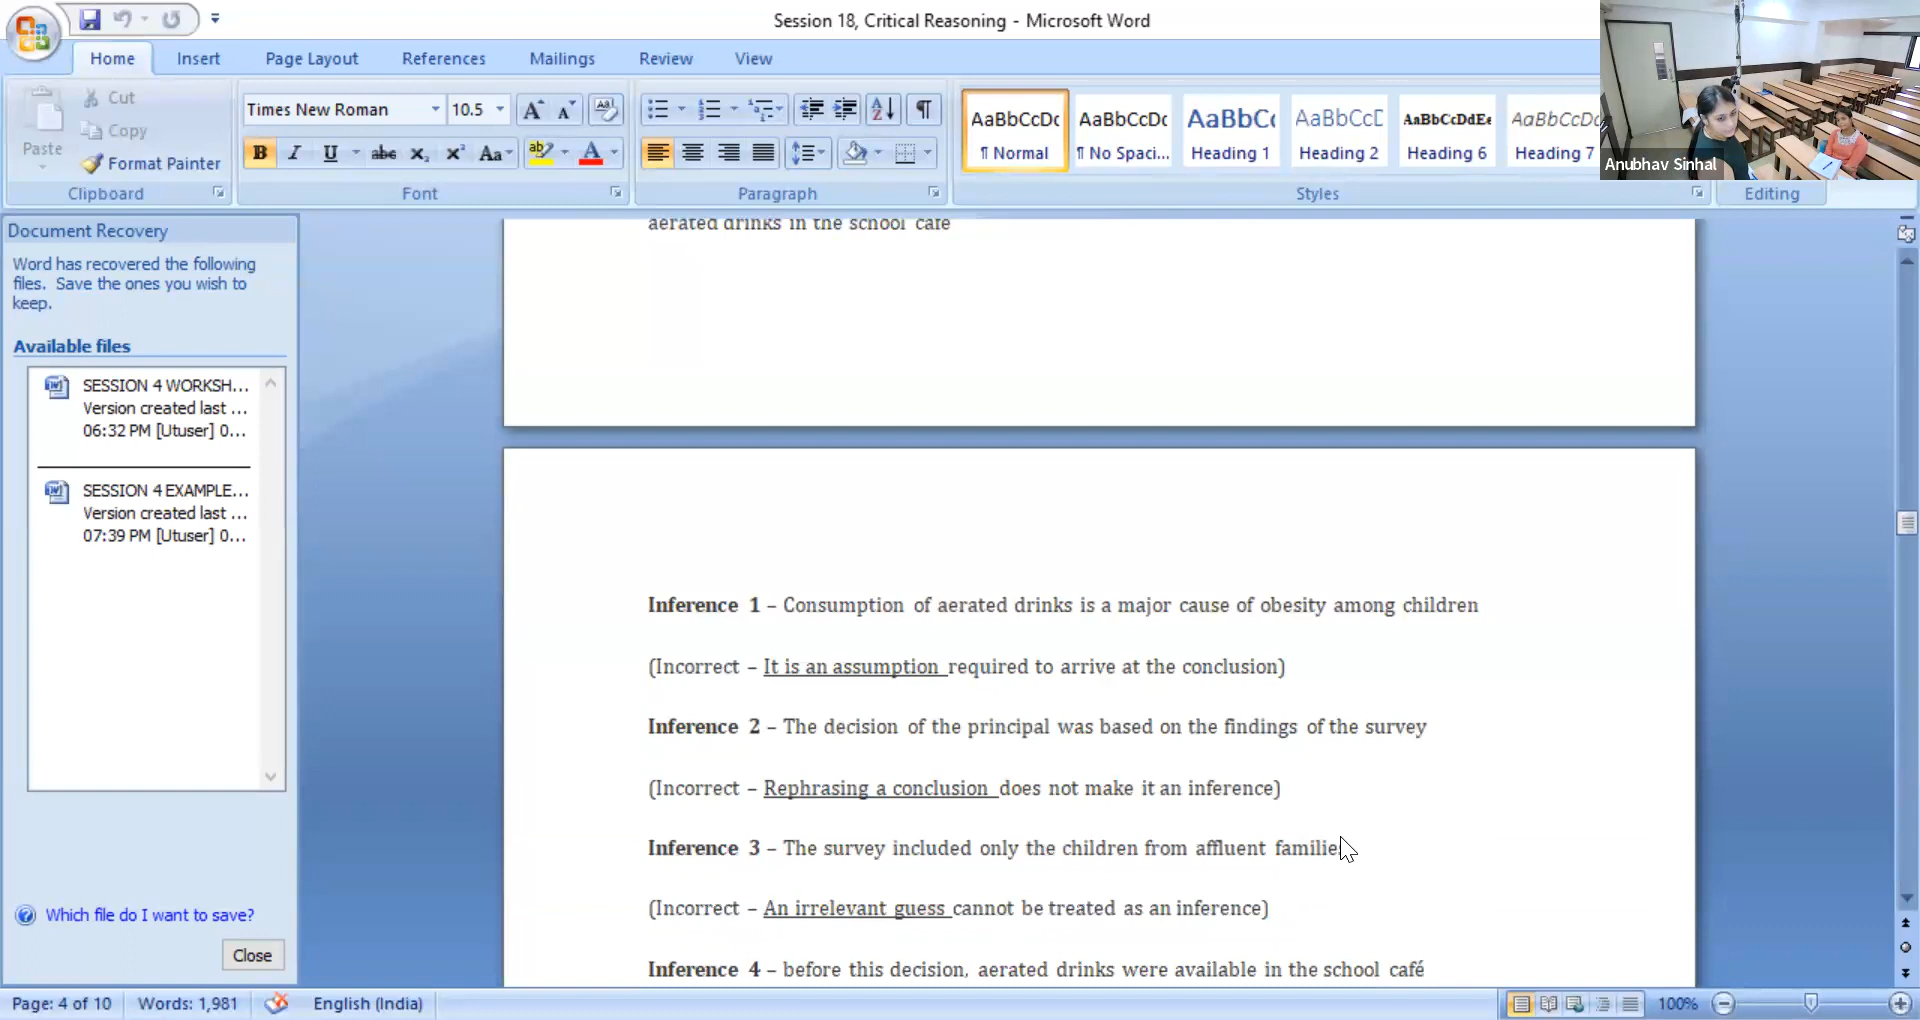 Session 18, Critical Reasoning - Microsoft Word
Home Insert Page Layout References Mailings Review View
Paste
Cut
Copy
Format Painter
Clipboard
Times New Roman 10.5
Font
Paragraph
AaBbCcDc AaBbCcDc AaBbCc AaBbCcD AaBbCcDdEe AaBbCcDc
¶ Normal ¶ No Spaci... Heading 1 Heading 2 Heading 6 Heading 7
Styles
Editing
Anubhav Sinhal
Document Recovery
Word has recovered the following
files. Save the ones you wish to
keep.
Available files
SESSION 4 WORKSH...
Version created last ...
06:32 PM [Utuser] 0...
SESSION 4 EXAMPLE...
Version created last ...
07:39 PM [Utuser] 0...
Which file do I want to save?
Close
aerated drinks in the school cafe
Inference 1 – Consumption of aerated drinks is a major cause of obesity among children
(Incorrect – It is an assumption required to arrive at the conclusion)
Inference 2 – The decision of the principal was based on the findings of the survey
(Incorrect – Rephrasing a conclusion does not make it an inference)
Inference 3 – The survey included only the children from affluent families
(Incorrect – An irrelevant guess cannot be treated as an inference)
Inference 4 – before this decision, aerated drinks were available in the school café
Page: 4 of 10 Words: 1,981 English (India) 100%